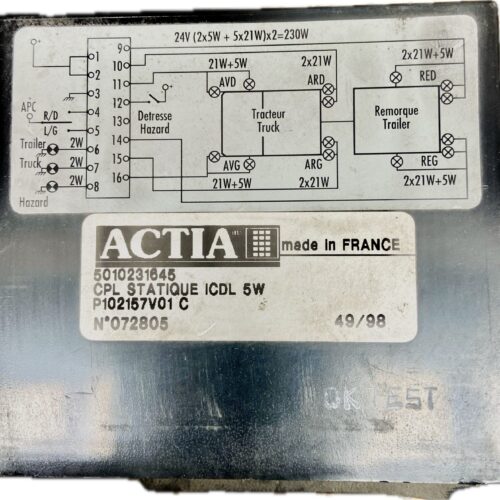 24V (2x5W + 5x21W)x2=230W
+
1 9
2 10 21W+5W 2x21W 2x21W+5W
11 AVD ARD RED
APC 3 12
R/D 4 13 Detresse Tracteur Remorque
L/G 5 Hazard Truck Trailer
Trailer 2W 6 14
Truck 2W 7 15 AVG ARG REG
2W 8 16 21W+5W 2x21W 2x21W+5W
Hazard
ACTIA made in FRANCE
5010231645
CPL STATIQUE ICDL 5W
P102157V01 C
N°072805 49/98
OK TEST